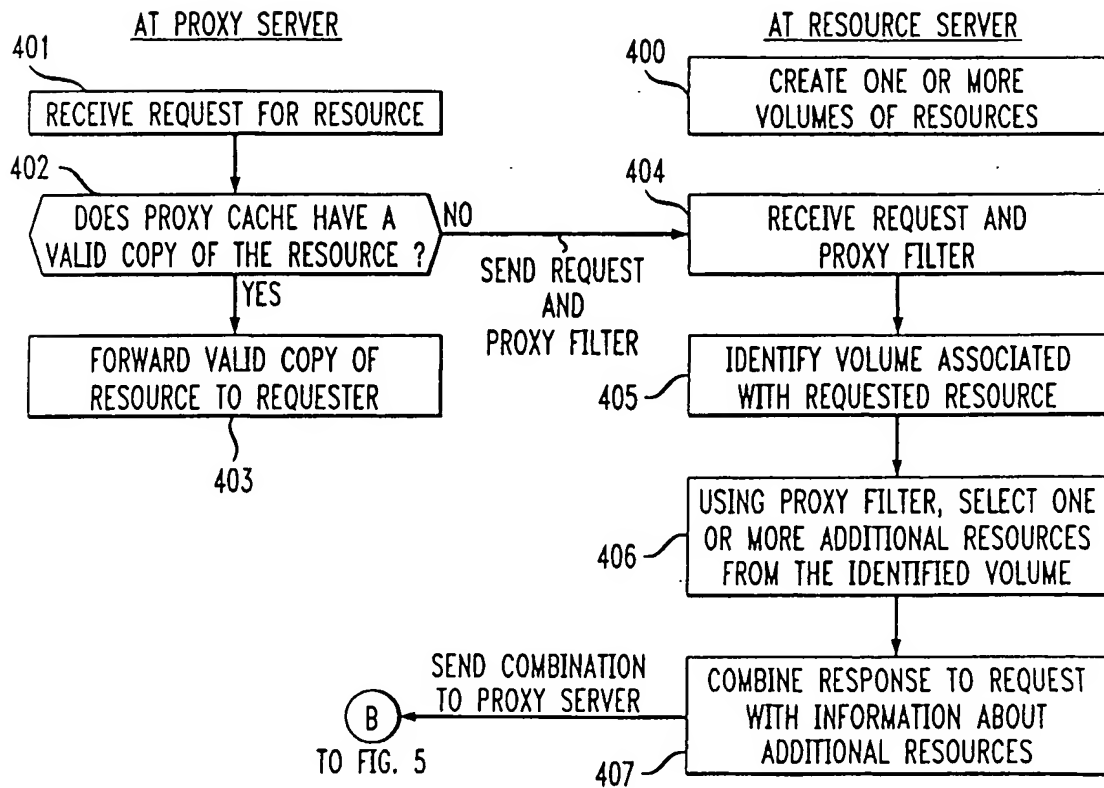 AT PROXY SERVER
401
RECEIVE REQUEST FOR RESOURCE
402
DOES PROXY CACHE HAVE A
VALID COPY OF THE RESOURCE ?
NO
YES
SEND REQUEST
AND
PROXY FILTER
FORWARD VALID COPY OF
RESOURCE TO REQUESTER
403
AT RESOURCE SERVER
400
CREATE ONE OR MORE
VOLUMES OF RESOURCES
404
RECEIVE REQUEST AND
PROXY FILTER
IDENTIFY VOLUME ASSOCIATED
WITH REQUESTED RESOURCE
405
USING PROXY FILTER, SELECT ONE
OR MORE ADDITIONAL RESOURCES
FROM THE IDENTIFIED VOLUME
406
COMBINE RESPONSE TO REQUEST
WITH INFORMATION ABOUT
ADDITIONAL RESOURCES
407
SEND COMBINATION
TO PROXY SERVER
B
TO FIG. 5